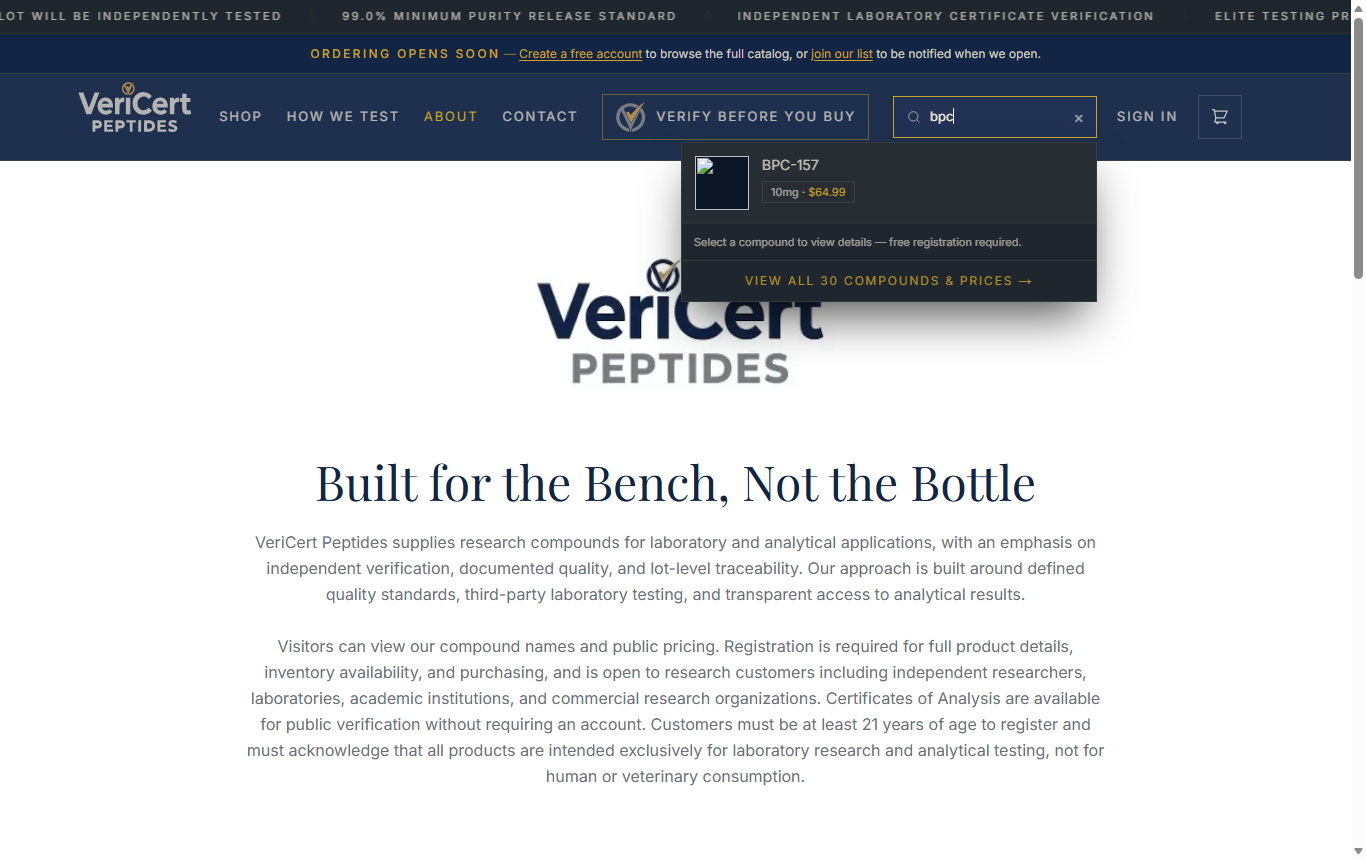 LOT WILL BE INDEPENDENTLY TESTED 99.0% MINIMUM PURITY RELEASE STANDARD INDEPENDENT LABORATORY CERTIFICATE VERIFICATION ELITE TESTING PR
ORDERING OPENS SOON — Create a free account to browse the full catalog, or join our list to be notified when we open.
VeriCert
PEPTIDES
SHOP HOW WE TEST ABOUT CONTACT VERIFY BEFORE YOU BUY bpc × SIGN IN
BPC-157
10mg · $64.99
Select a compound to view details — free registration required.
VIEW ALL 30 COMPOUNDS & PRICES →
VeriCert
PEPTIDES
Built for the Bench, Not the Bottle
VeriCert Peptides supplies research compounds for laboratory and analytical applications, with an emphasis on
independent verification, documented quality, and lot-level traceability. Our approach is built around defined
quality standards, third-party laboratory testing, and transparent access to analytical results.
Visitors can view our compound names and public pricing. Registration is required for full product details,
inventory availability, and purchasing, and is open to research customers including independent researchers,
laboratories, academic institutions, and commercial research organizations. Certificates of Analysis are available
for public verification without requiring an account. Customers must be at least 21 years of age to register and
must acknowledge that all products are intended exclusively for laboratory research and analytical testing, not for
human or veterinary consumption.